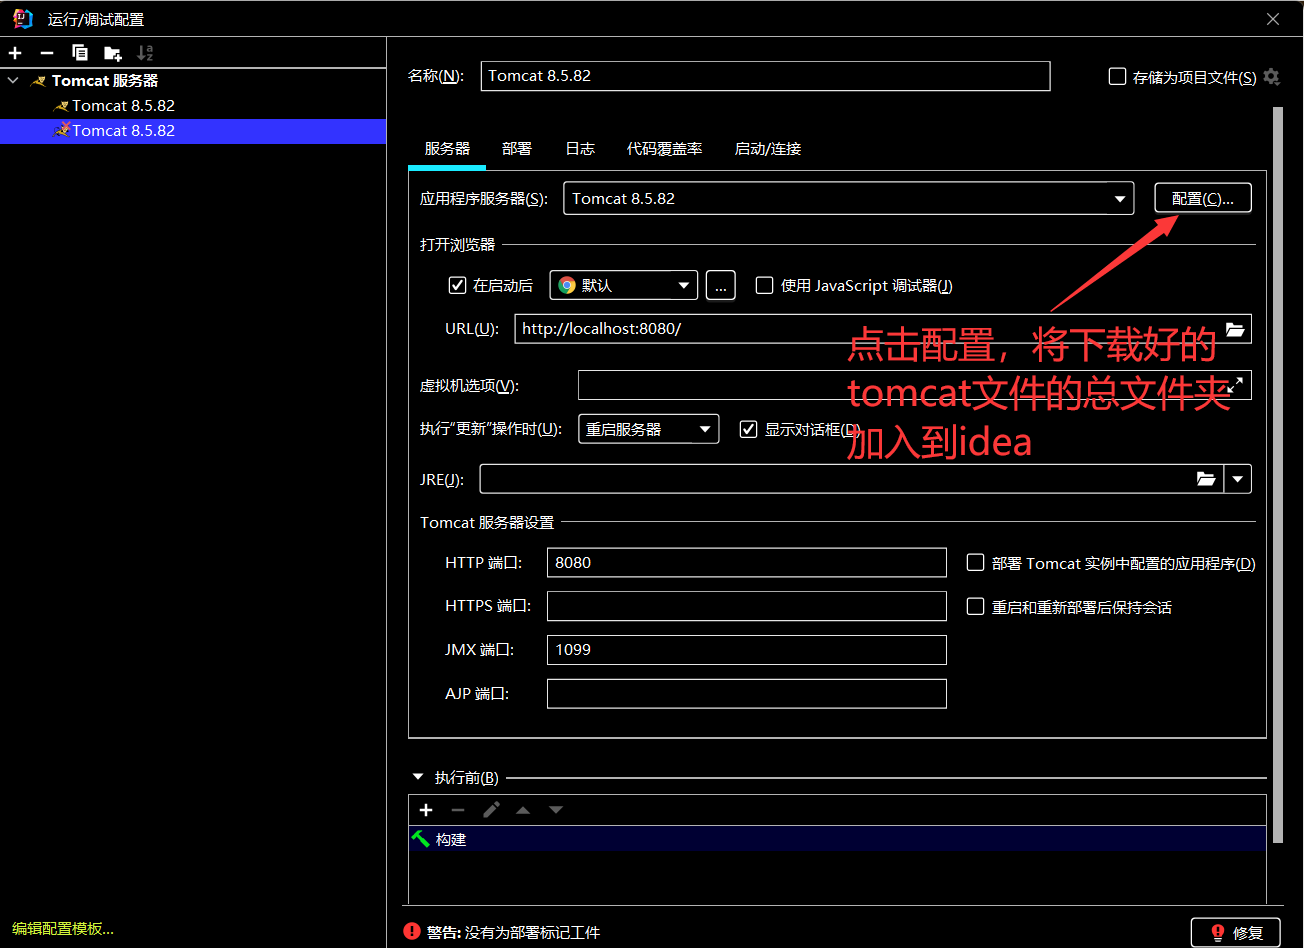 运行/调试配置
Tomcat 服务器
Tomcat 8.5.82
Tomcat 8.5.82
编辑配置模板...
名称(N):
Tomcat 8.5.82
存储为项目文件(S)
服务器
部署
日志
代码覆盖率
启动/连接
应用程序服务器(S):
Tomcat 8.5.82
配置(C)...
打开浏览器
在启动后
默认
...
使用 JavaScript 调试器(J)
URL(U):
http://localhost:8080/
点击配置，将下载好的
tomcat文件的总文件夹
加入到idea
虚拟机选项(V):
执行“更新”操作时(U):
重启服务器
显示对话框(D)
JRE(J):
Tomcat 服务器设置
HTTP 端口:
8080
部署 Tomcat 实例中配置的应用程序(D)
HTTPS 端口:
重启和重新部署后保持会话
JMX 端口:
1099
AJP 端口:
执行前(B)
构建
警告: 没有为部署标记工件
修复